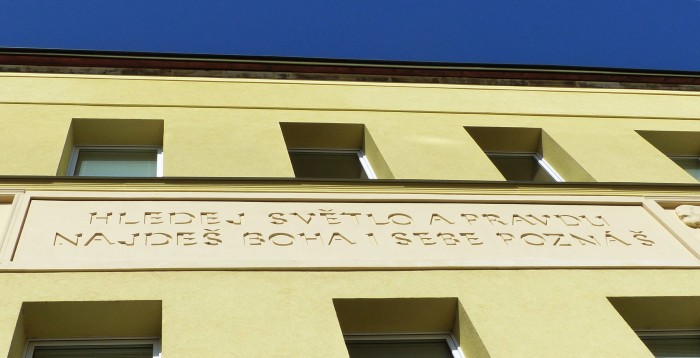 HLEDEJ SVĚTLO A PRAVDU
NAJDEŠ BOHA I SEBE POZNÁŠ